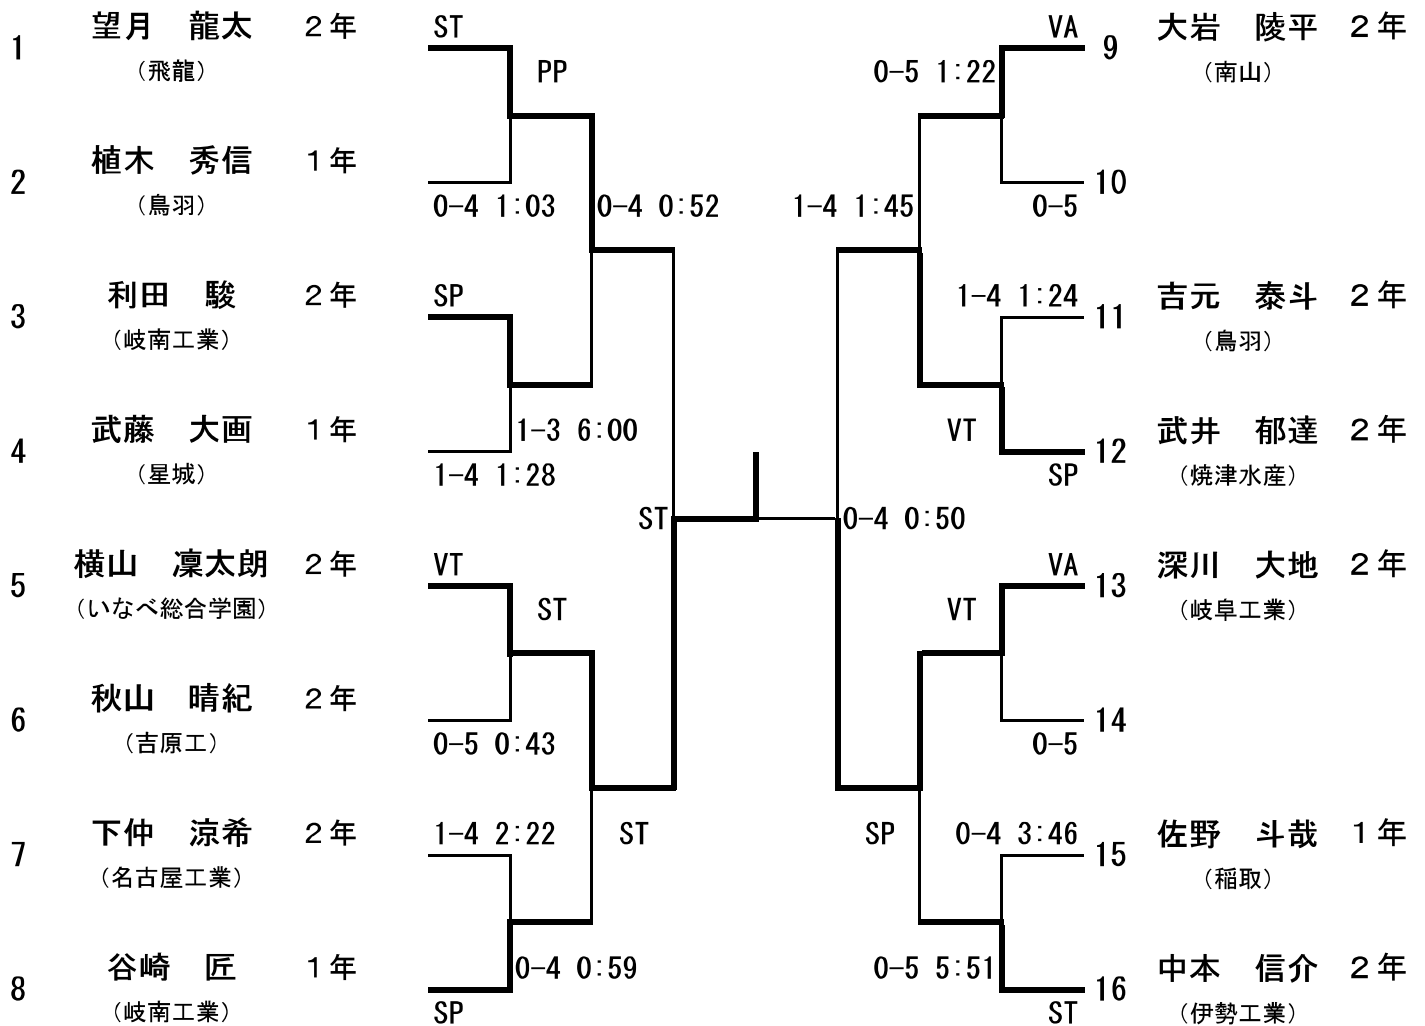 1 望月　龍太 2年 ST
（飛龍）
PP
2 植木　秀信 1年
（鳥羽） 0-4 1:03
0-4 0:52
3 利田　駿 2年 SP
（岐南工業）
4 武藤　大画 1年
1-3 6:00
（星城） 1-4 1:28
ST
5 横山　凜太朗 2年 VT
（いなべ総合学園） ST
6 秋山　晴紀 2年
（吉原工） 0-5 0:43
7 下仲　涼希 2年 1-4 2:22
ST
（名古屋工業）
8 谷崎　匠 1年
0-4 0:59
（岐南工業） SP
VA 9 大岩　陵平 2年
0-5 1:22 （南山）
10
1-4 1:45 0-5
1-4 1:24 11 吉元　泰斗 2年
（鳥羽）
VT 12 武井　郁達 2年
SP （焼津水産）
0-4 0:50
VA 13 深川　大地 2年
VT （岐阜工業）
14
0-5
SP 0-4 3:46 15 佐野　斗哉 1年
（稲取）
0-5 5:51 16 中本　信介 2年
ST （伊勢工業）